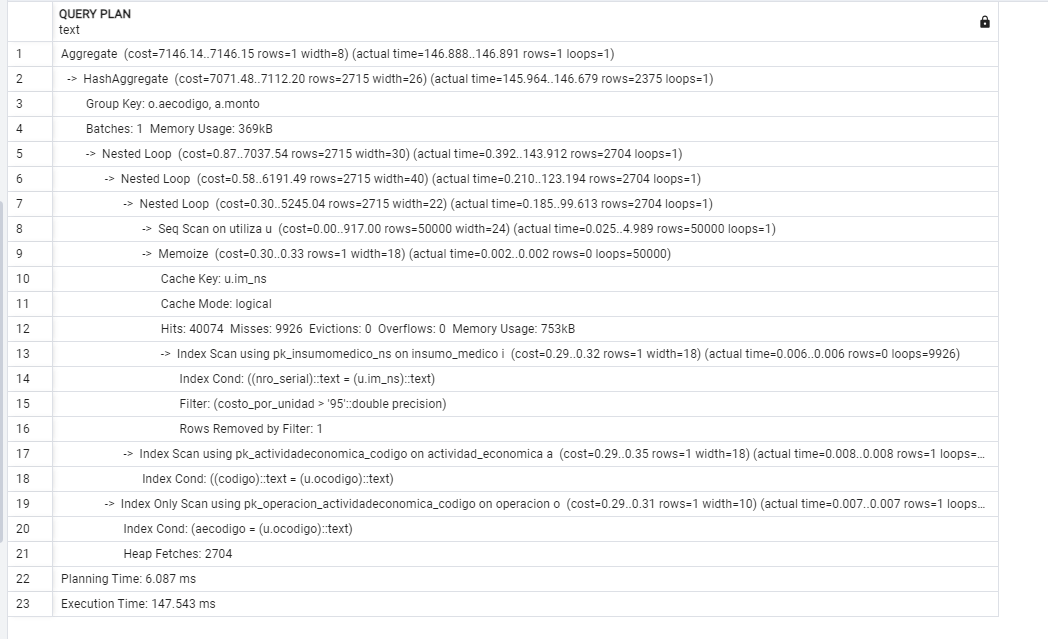 QUERY PLAN
text
1 Aggregate (cost=7146.14..7146.15 rows=1 width=8) (actual time=146.888..146.891 rows=1 loops=1)
2 -> HashAggregate (cost=7071.48..7112.20 rows=2715 width=26) (actual time=145.964..146.679 rows=2375 loops=1)
3 Group Key: o.aecodigo, a.monto
4 Batches: 1 Memory Usage: 369kB
5 -> Nested Loop (cost=0.87..7037.54 rows=2715 width=30) (actual time=0.392..143.912 rows=2704 loops=1)
6 -> Nested Loop (cost=0.58..6191.49 rows=2715 width=40) (actual time=0.210..123.194 rows=2704 loops=1)
7 -> Nested Loop (cost=0.30..5245.04 rows=2715 width=22) (actual time=0.185..99.613 rows=2704 loops=1)
8 -> Seq Scan on utiliza u (cost=0.00..917.00 rows=50000 width=24) (actual time=0.025..4.989 rows=50000 loops=1)
9 -> Memoize (cost=0.30..0.33 rows=1 width=18) (actual time=0.002..0.002 rows=0 loops=50000)
10 Cache Key: u.im_ns
11 Cache Mode: logical
12 Hits: 40074 Misses: 9926 Evictions: 0 Overflows: 0 Memory Usage: 753kB
13 -> Index Scan using pk_insumomedico_ns on insumo_medico i (cost=0.29..0.32 rows=1 width=18) (actual time=0.006..0.006 rows=0 loops=9926)
14 Index Cond: ((nro_serial)::text = (u.im_ns)::text)
15 Filter: (costo_por_unidad > '95'::double precision)
16 Rows Removed by Filter: 1
17 -> Index Scan using pk_actividadeconomica_codigo on actividad_economica a (cost=0.29..0.35 rows=1 width=18) (actual time=0.008..0.008 rows=1 loops=...
18 Index Cond: ((codigo)::text = (u.ocodigo)::text)
19 -> Index Only Scan using pk_operacion_actividadeconomica_codigo on operacion o (cost=0.29..0.31 rows=1 width=10) (actual time=0.007..0.007 rows=1 loops...
20 Index Cond: (aecodigo = (u.ocodigo)::text)
21 Heap Fetches: 2704
22 Planning Time: 6.087 ms
23 Execution Time: 147.543 ms